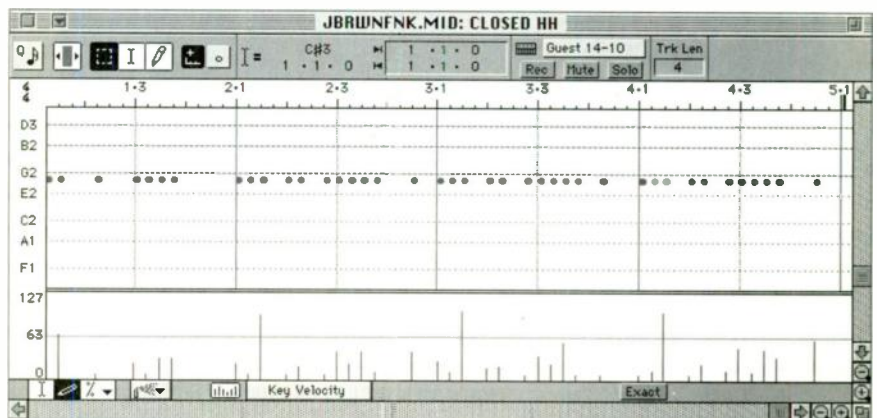 JBRWNFNK.MID: CLOSED HH
C#3
1 · 1 · 0
1 · 1 · 0
1 · 1 · 0
Guest 14-10
Rec Mute Solo
Trk Len
4
4
4
1·3 2·1 2·3 3·1 3·3 4·1 4·3 5·1
D3
B2
G2
E2
C2
A1
F1
127
63
0
% Key Velocity Exact